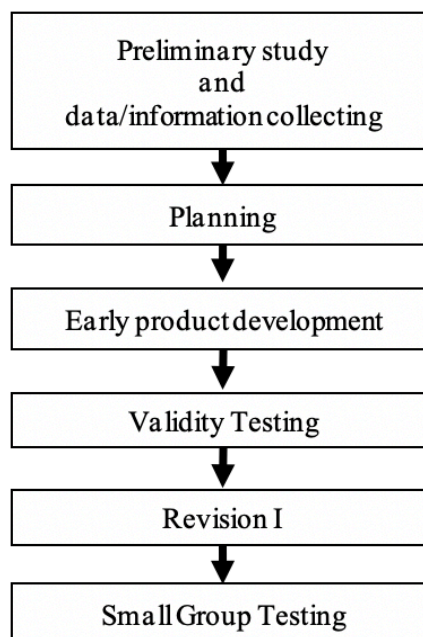 Preliminary study
and
data/information collecting
Planning
Early product development
Validity Testing
Revision I
Small Group Testing